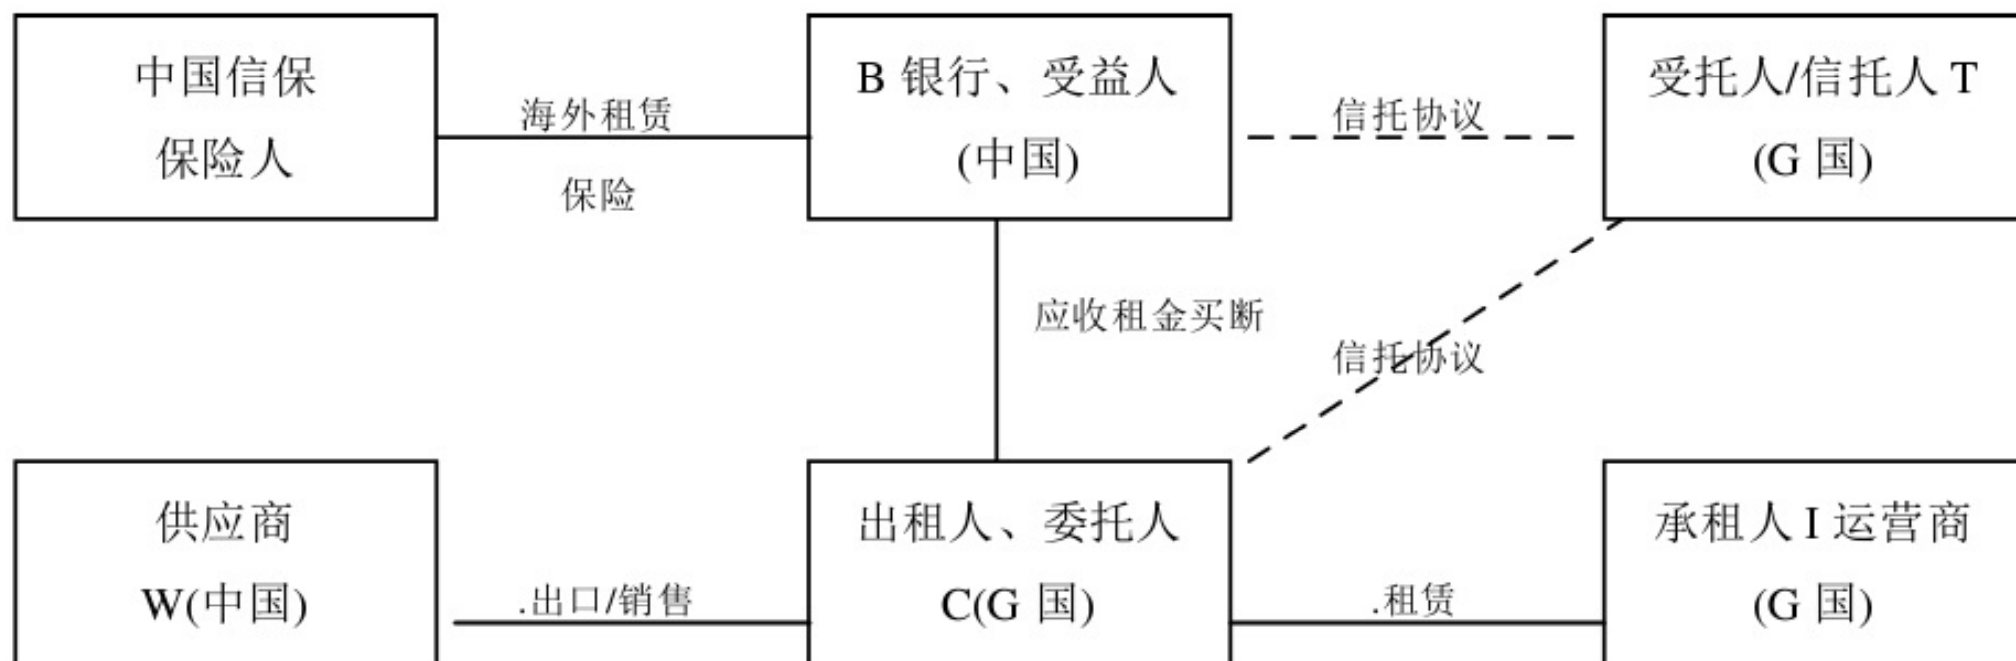 中国信保
保险人
海外租赁
保险
B 银行、受益人
(中国)
信托协议
受托人/信托人 T
(G 国)
应收租金买断
信托协议
供应商
W(中国)
.出口/销售
出租人、委托人
C(G 国)
.租赁
承租人 I 运营商
(G 国)